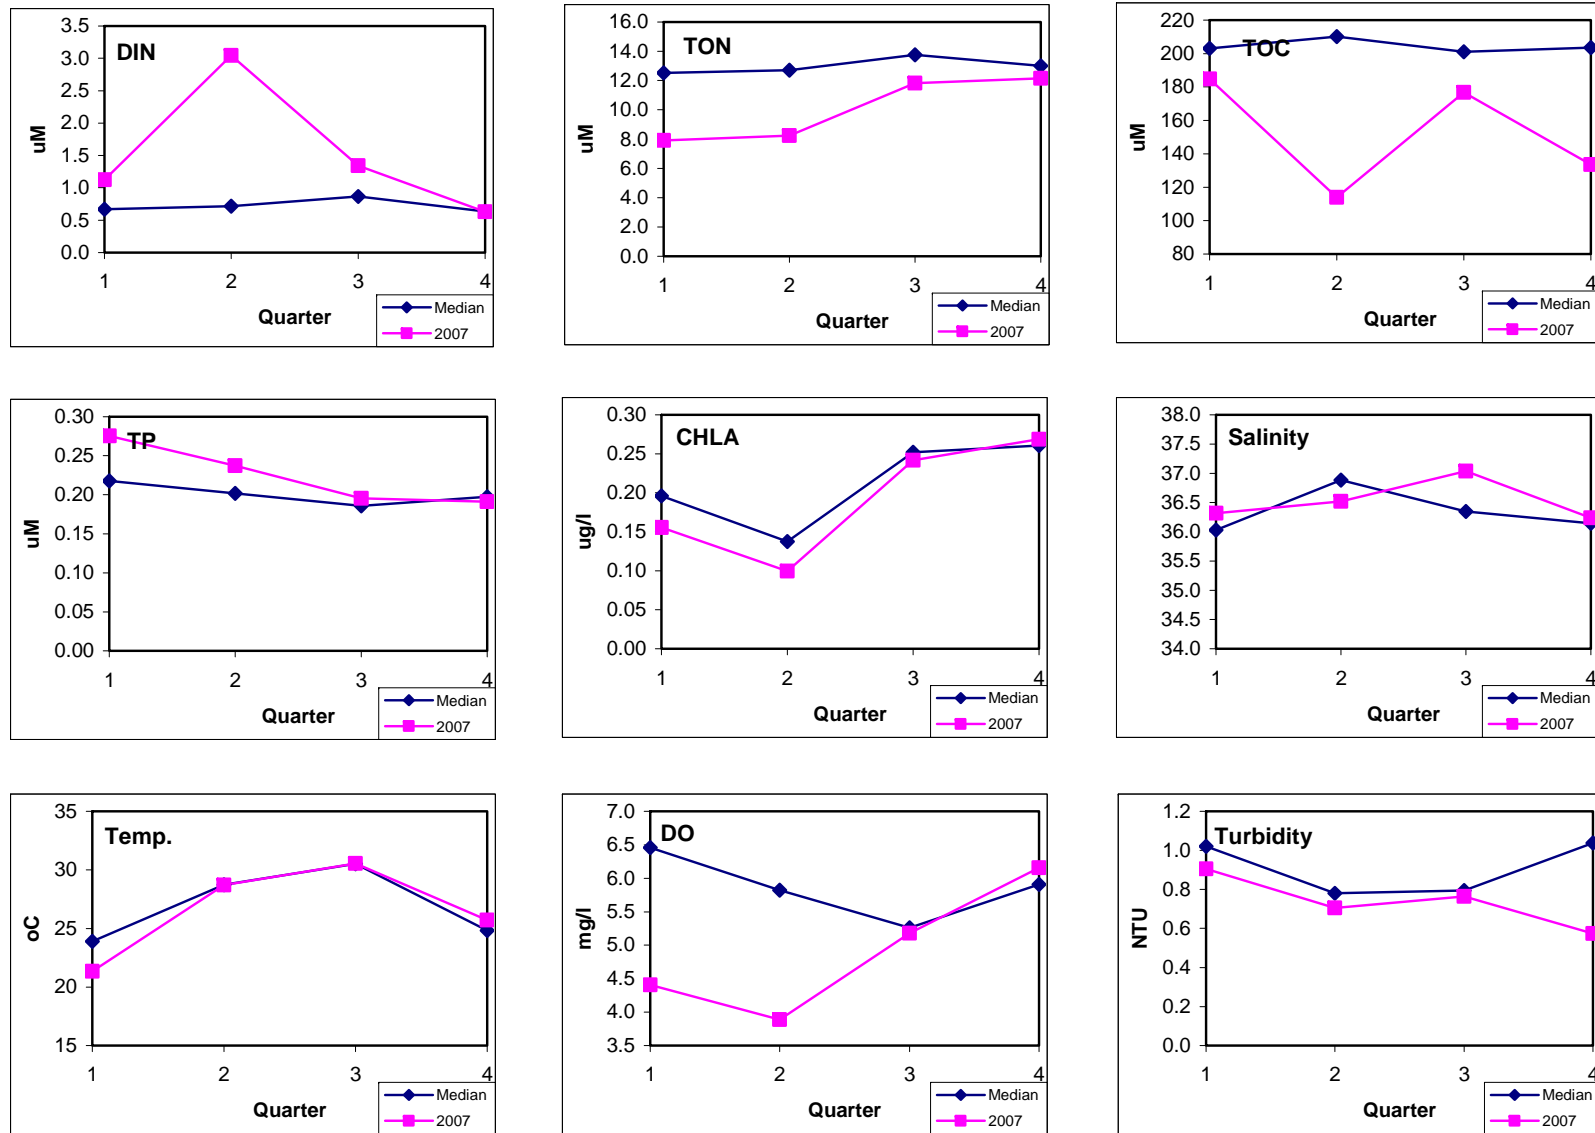 DIN
3.5
3.0
2.5
2.0
1.5
1.0
0.5
0.0
uM
1 2 3 4
Quarter
Median
2007
TON
16.0
14.0
12.0
10.0
8.0
6.0
4.0
2.0
0.0
uM
1 2 3 4
Quarter
Median
2007
TOC
220
200
180
160
140
120
100
80
uM
1 2 3 4
Quarter
Median
2007
TP
0.30
0.25
0.20
0.15
0.10
0.05
0.00
uM
1 2 3 4
Quarter
Median
2007
CHLA
0.30
0.25
0.20
0.15
0.10
0.05
0.00
ug/l
1 2 3 4
Quarter
Median
2007
Salinity
38.0
37.5
37.0
36.5
36.0
35.5
35.0
34.5
34.0
1 2 3 4
Quarter
Median
2007
Temp.
35
30
25
20
15
oC
1 2 3 4
Quarter
Median
2007
DO
7.0
6.5
6.0
5.5
5.0
4.5
4.0
3.5
mg/l
1 2 3 4
Quarter
Median
2007
Turbidity
1.2
1.0
0.8
0.6
0.4
0.2
0.0
NTU
1 2 3 4
Quarter
Median
2007